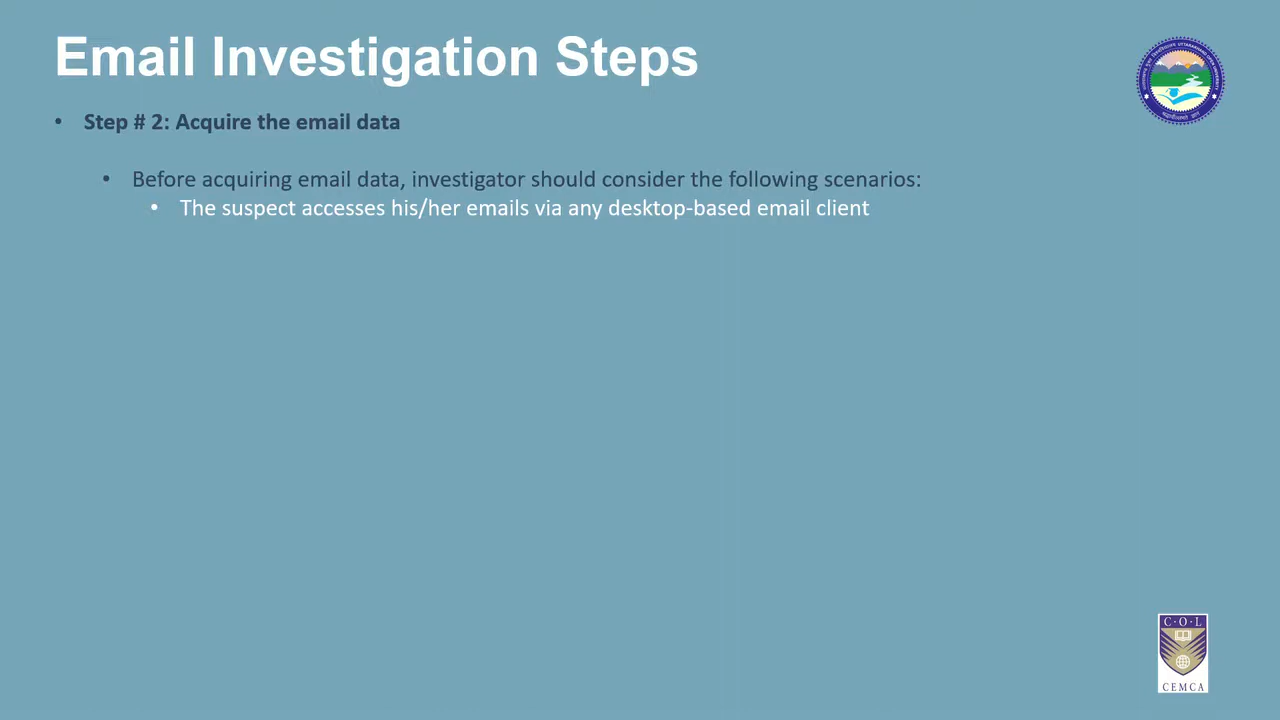 Email Investigation Steps
• Step # 2: Acquire the email data
• Before acquiring email data, investigator should consider the following scenarios:
• The suspect accesses his/her emails via any desktop-based email client
C·O·L
CEMCA